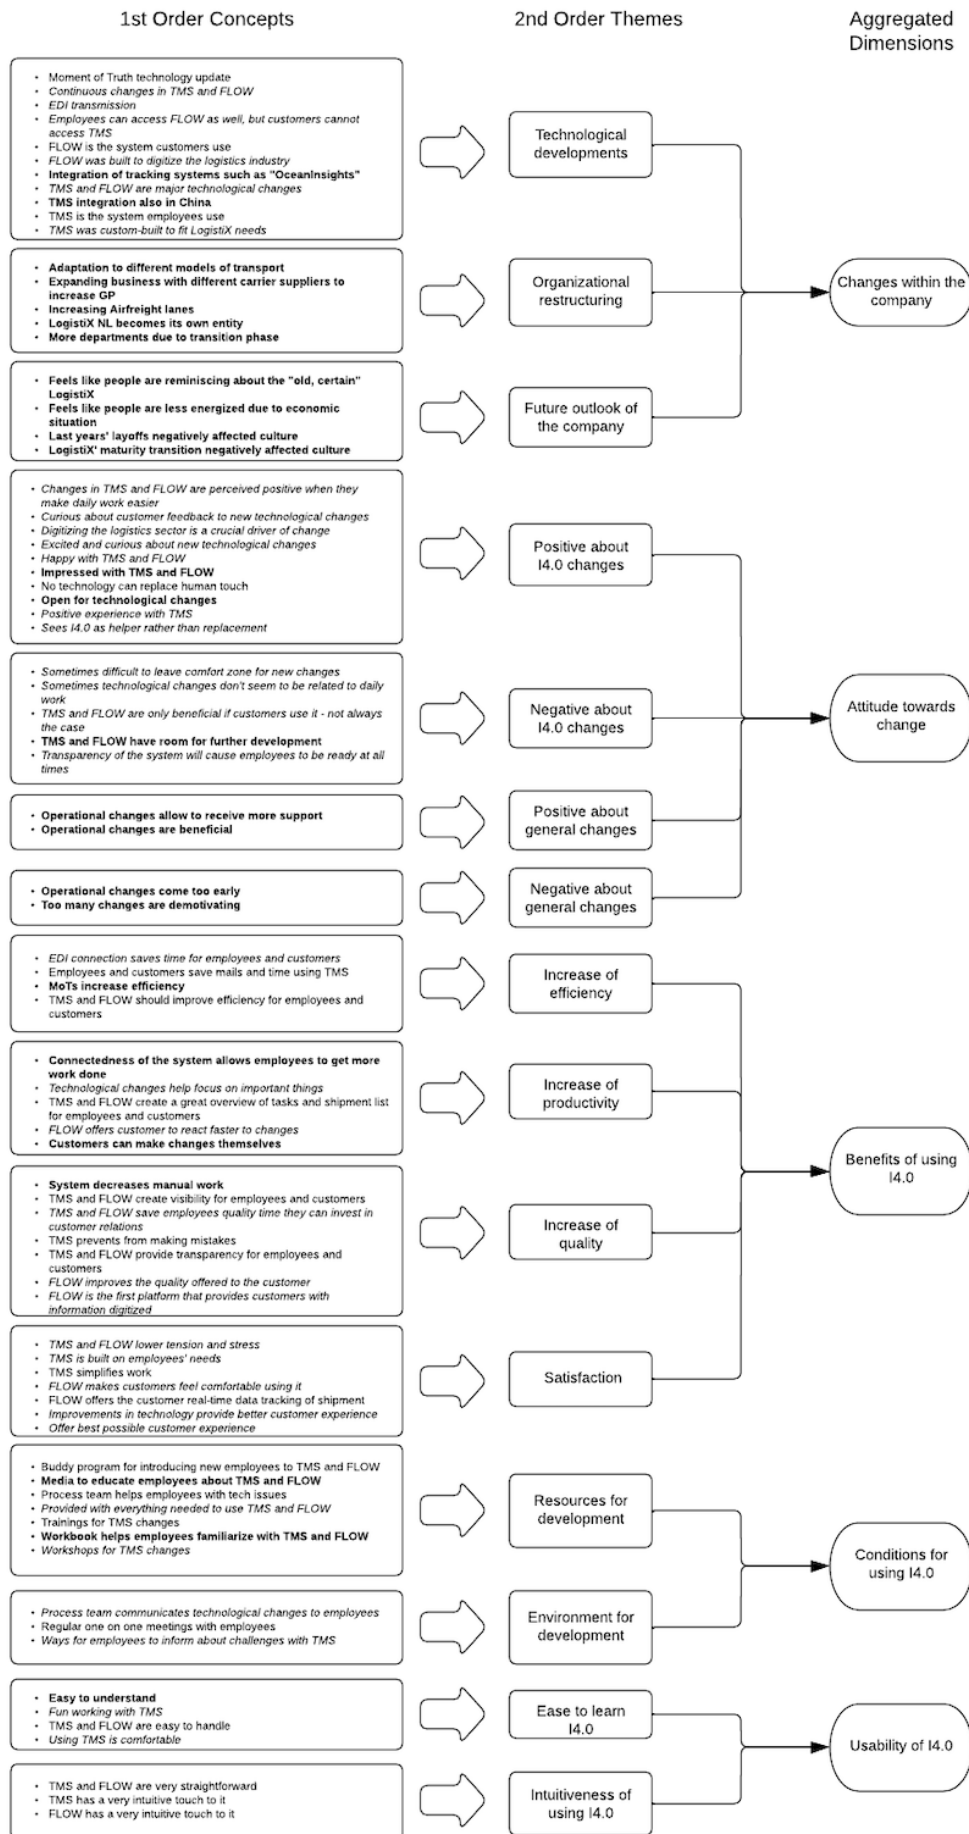 1st Order Concepts
2nd Order Themes
Aggregated
Dimensions
• Moment of Truth technology update
• Continuous changes in TMS and FLOW
• EDI transmission
• Employees can access FLOW as well, but customers cannot
access TMS
• FLOW is the system customers use
• FLOW was built to digitize the logistics industry
• Integration of tracking systems such as "OceanInsights"
• TMS and FLOW are major technological changes
• TMS integration also in China
• TMS is the system employees use
• TMS was custom-built to fit LogistiX needs
Technological
developments
• Adaptation to different models of transport
• Expanding business with different carrier suppliers to
increase GP
• Increasing Airfreight lanes
• LogistiX NL becomes its own entity
• More departments due to transition phase
Organizational
restructuring
Changes within the
company
• Feels like people are reminiscing about the "old, certain"
LogistiX
• Feels like people are less energized due to economic
situation
• Last years' layoffs negatively affected culture
• LogistiX' maturity transition negatively affected culture
Future outlook of
the company
• Changes in TMS and FLOW are perceived positive when they
make daily work easier
• Curious about customer feedback to new technological changes
• Digitizing the logistics sector is a crucial driver of change
• Excited and curious about new technological changes
• Happy with TMS and FLOW
• Impressed with TMS and FLOW
• No technology can replace human touch
• Open for technological changes
• Positive experience with TMS
• Sees I4.0 as helper rather than replacement
Positive about
I4.0 changes
• Sometimes difficult to leave comfort zone for new changes
• Sometimes technological changes don't seem to be related to daily
work
• TMS and FLOW are only beneficial if customers use it - not always
the case
• TMS and FLOW have room for further development
• Transparency of the system will cause employees to be ready at all
times
Negative about
I4.0 changes
Attitude towards
change
• Operational changes allow to receive more support
• Operational changes are beneficial
Positive about
general changes
• Operational changes come too early
• Too many changes are demotivating
Negative about
general changes
• EDI connection saves time for employees and customers
• Employees and customers save mails and time using TMS
• MoTs increase efficiency
• TMS and FLOW should improve efficiency for employees and
customers
Increase of
efficiency
• Connectedness of the system allows employees to get more
work done
• Technological changes help focus on important things
• TMS and FLOW create a great overview of tasks and shipment list
for employees and customers
• FLOW offers customer to react faster to changes
• Customers can make changes themselves
Increase of
productivity
Benefits of using
I4.0
• System decreases manual work
• TMS and FLOW create visibility for employees and customers
• TMS and FLOW save employees quality time they can invest in
customer relations
• TMS prevents from making mistakes
• TMS and FLOW provide transparency for employees and
customers
• FLOW improves the quality offered to the customer
• FLOW is the first platform that provides customers with
information digitized
Increase of
quality
• TMS and FLOW lower tension and stress
• TMS is built on employees' needs
• TMS simplifies work
• FLOW makes customers feel comfortable using it
• FLOW offers the customer real-time data tracking of shipment
• Improvements in technology provide better customer experience
• Offer best possible customer experience
Satisfaction
• Buddy program for introducing new employees to TMS and FLOW
• Media to educate employees about TMS and FLOW
• Process team helps employees with tech issues
• Provided with everything needed to use TMS and FLOW
• Trainings for TMS changes
• Workbook helps employees familiarize with TMS and FLOW
• Workshops for TMS changes
Resources for
development
Conditions for
using I4.0
• Process team communicates technological changes to employees
• Regular one on one meetings with employees
• Ways for employees to inform about challenges with TMS
Environment for
development
• Easy to understand
• Fun working with TMS
• TMS and FLOW are easy to handle
• Using TMS is comfortable
Ease to learn
I4.0
Usability of I4.0
• TMS and FLOW are very straightforward
• TMS has a very intuitive touch to it
• FLOW has a very intuitive touch to it
Intuitiveness of
using I4.0